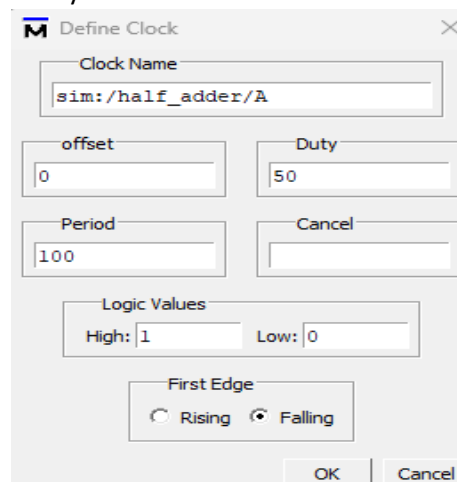 Define Clock
Clock Name
sim:/half_adder/A
offset Duty
0 50
Period Cancel
100
Logic Values
High: 1 Low: 0
First Edge
Rising Falling
OK Cancel